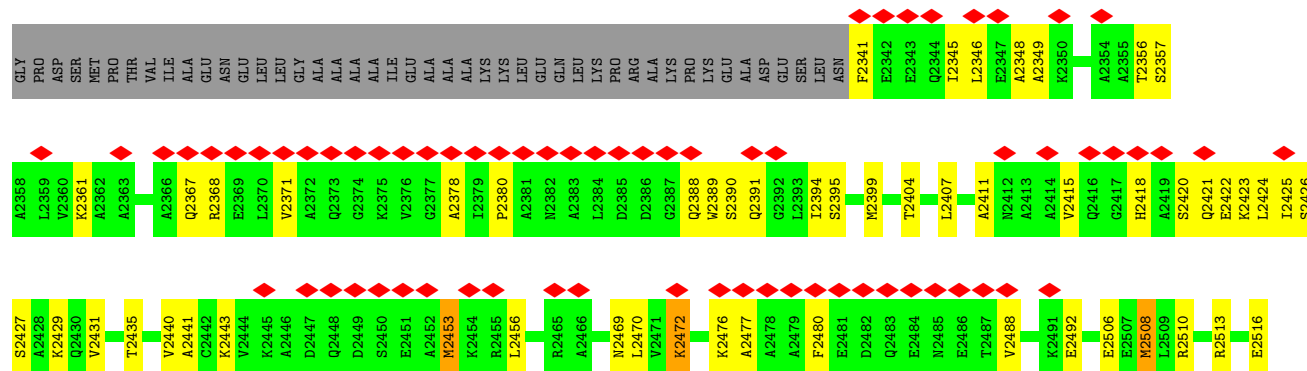 GLY PRO ASP SER MET PRO THR VAL ILE ALA GLU ASN GLU LEU LEU GLY ALA ALA ALA ALA ILE GLU ALA ALA ALA LYS LYS LEU GLU GLN LEU LYS PRO ARG ALA LYS PRO LYS GLU ALA ASP GLU SER LEU ASN F2341 E2342 E2343 Q2344 I2345 L2346 E2347 A2348 A2349 K2350 A2354 A2355 T2356 S2357
A2358 L2359 V2360 K2361 A2362 A2363 A2366 Q2367 R2368 E2369 L2370 V2371 A2372 Q2373 G2374 K2375 V2376 G2377 A2378 I2379 P2380 A2381 N2382 A2383 L2384 D2385 D2386 G2387 Q2388 W2389 S2390 Q2391 G2392 L2393 I2394 S2395 M2399 T2404 L2407 A2411 N2412 A2413 A2414 V2415 Q2416 G2417 H2418 A2419 S2420 Q2421 E2422 K2423 L2424 I2425 S2426
S2427 A2428 K2429 Q2430 V2431 T2435 V2440 A2441 C2442 K2443 V2444 K2445 A2446 D2447 Q2448 D2449 S2450 E2451 A2452 M2453 K2454 R2455 L2456 R2465 A2466 N2469 L2470 V2471 K2472 K2476 A2477 A2478 A2479 F2480 E2481 D2482 Q2483 E2484 N2485 E2486 T2487 V2488 K2491 E2492 E2506 E2507 M2508 L2509 R2510 R2513 E2516